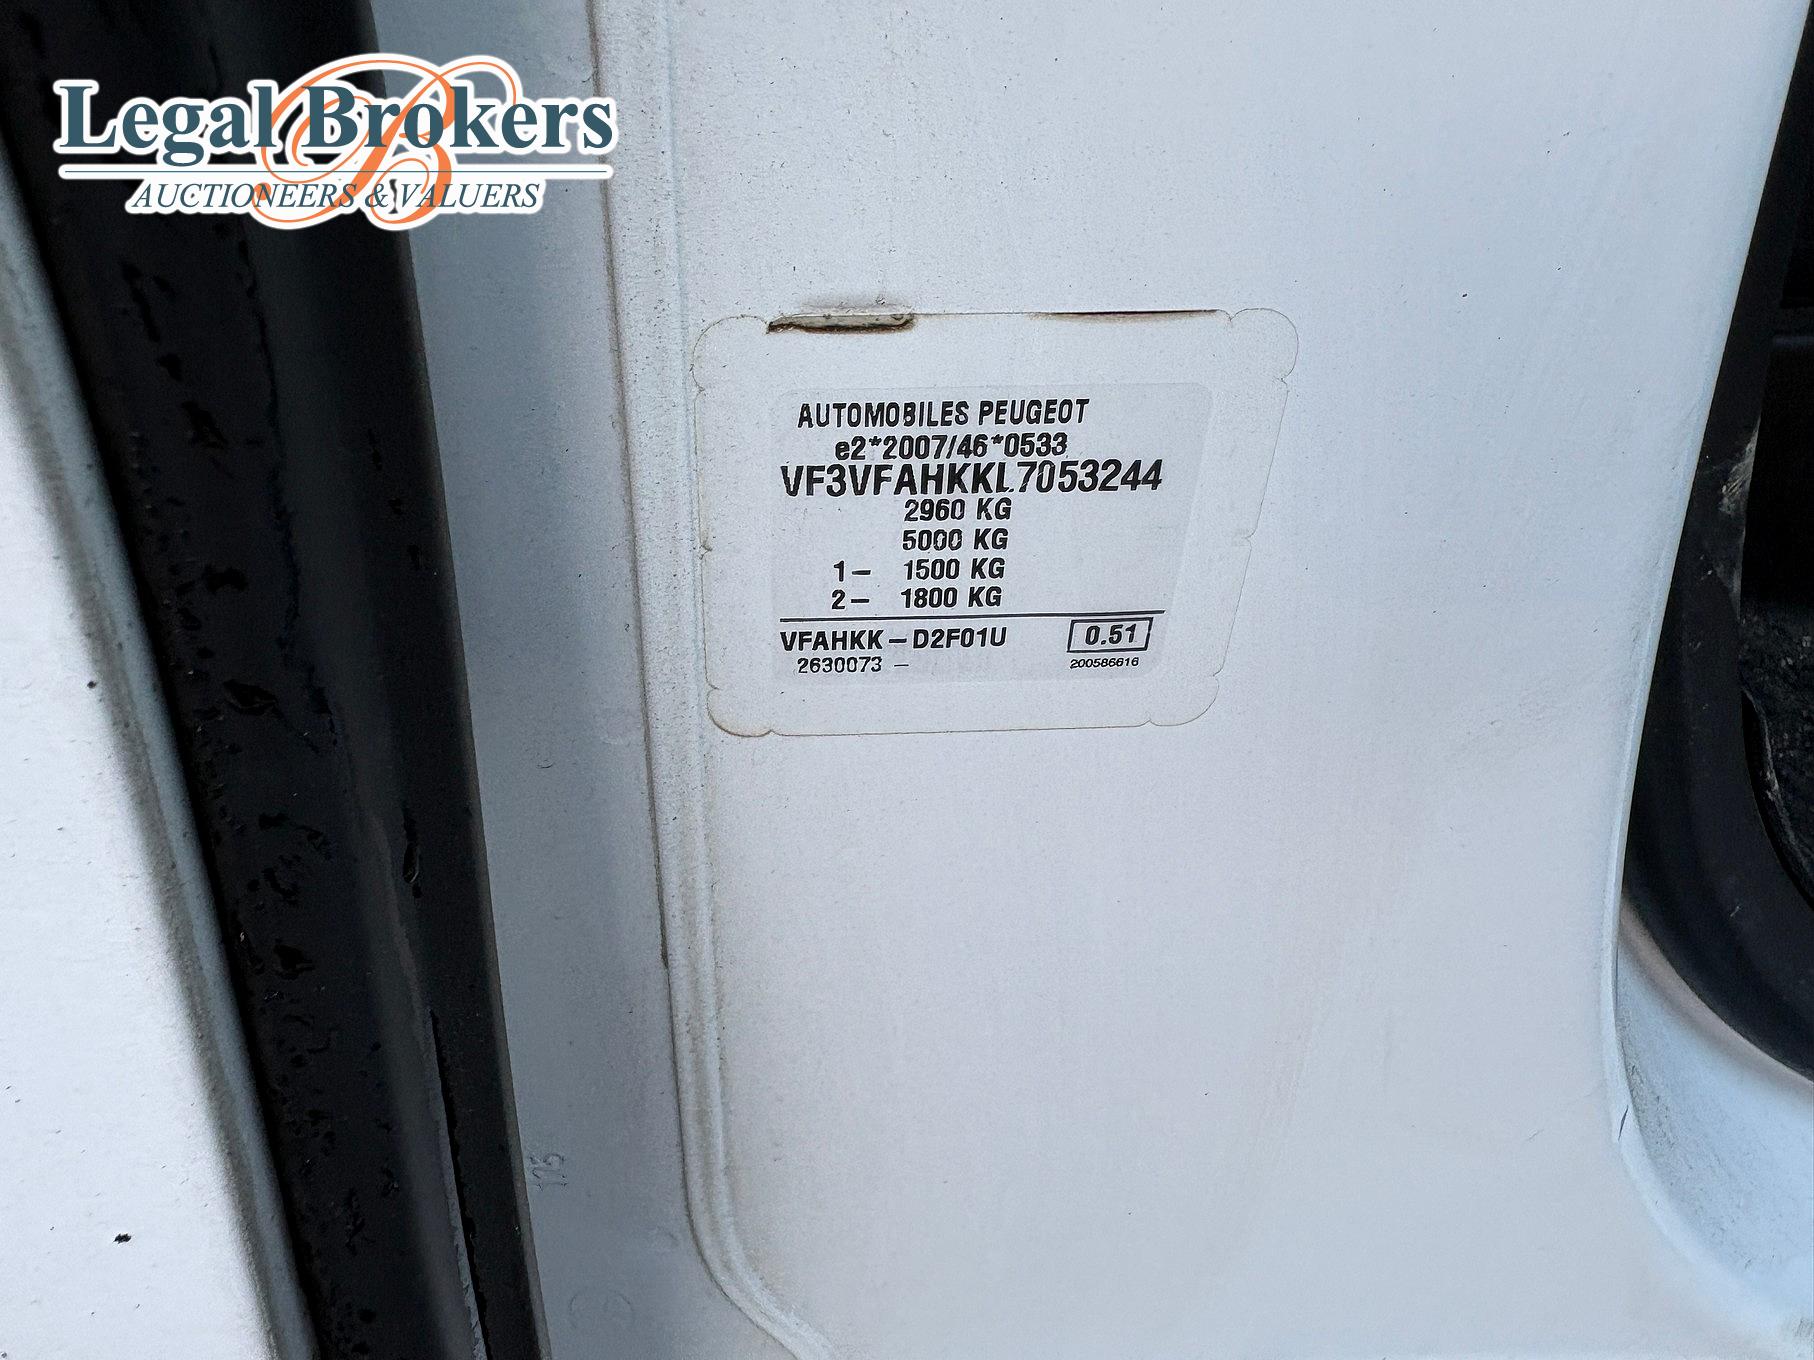 Legal Brokers
AUCTIONEERS & VALUERS
AUTOMOBILES PEUGEOT
e2*2007/46*0533
VF3VFAHKKL7053244
2960 KG
5000 KG
1- 1500 KG
2- 1800 KG
VFAHKK - D2F01U 0.51
2630073 - 200586616
115